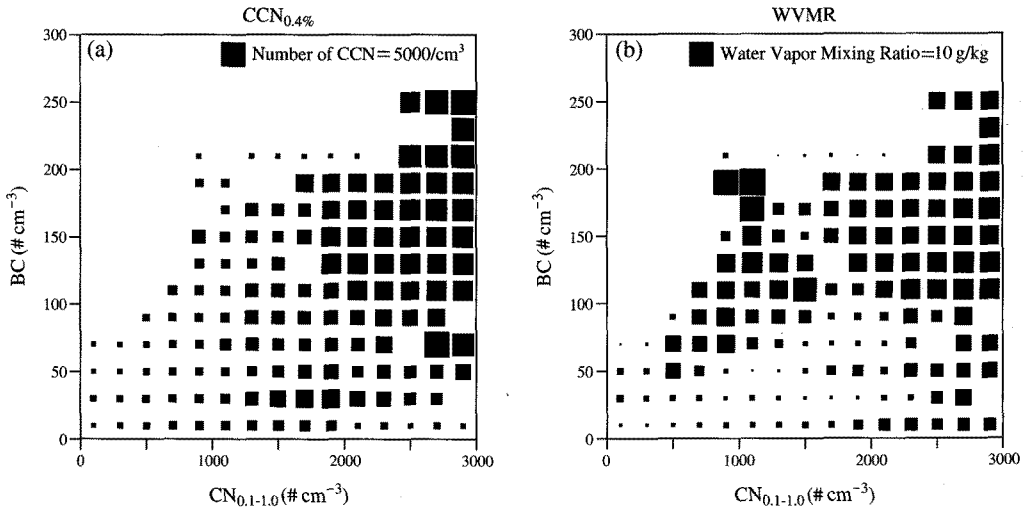 CCN0.4%
(a)
Number of CCN=5000/cm3
300
250
200
150
100
50
0
BC (# cm−3)
0 1000 2000 3000
CN0.1-1.0 (# cm−3)
WVMR
(b)
Water Vapor Mixing Ratio=10 g/kg
300
250
200
150
100
50
0
BC (# cm−3)
0 1000 2000 3000
CN0.1-1.0 (# cm−3)